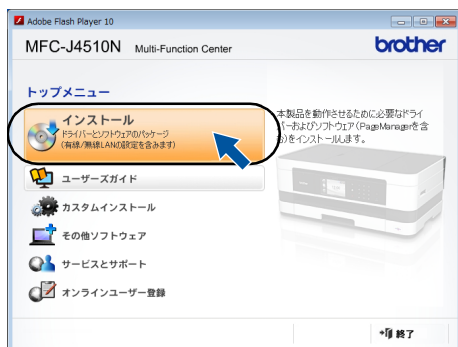 Adobe Flash Player 10
MFC-J4510N Multi-Function Center
brother
トップメニュー
インストール
ドライバーとソフトウェアのパッケージ
(有線/無線LANの設定を含みます)
本製品を動作させるために必要なドライ
バーおよびソフトウェア(PageManagerを含
む)をインストールします。
ユーザーズガイド
カスタムインストール
その他ソフトウェア
サービスとサポート
オンラインユーザー登録
終了